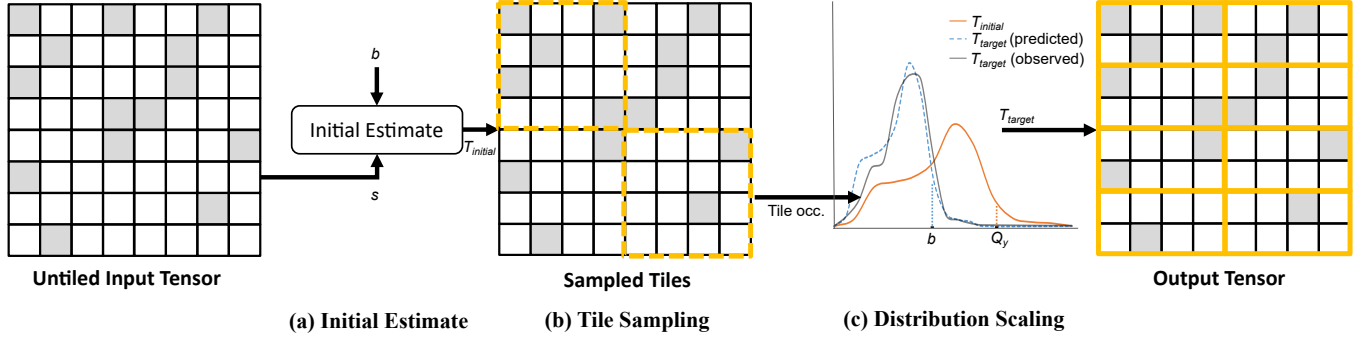 b
Initial Estimate
s
T_initial
Untiled Input Tensor
(a) Initial Estimate
Sampled Tiles
(b) Tile Sampling
Tile occ.
T_initial
T_target (predicted)
T_target (observed)
b
Q_y
(c) Distribution Scaling
T_target
Output Tensor